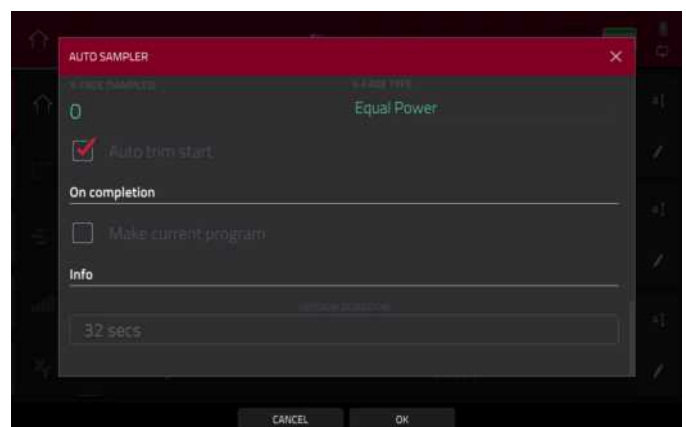 AUTO SAMPLER
X-FADE (SAMPLES) X-FADE TYPE
0 Equal Power
Auto trim start
On completion
Make current program
Info
SESSION DURATION
32 secs
CANCEL OK